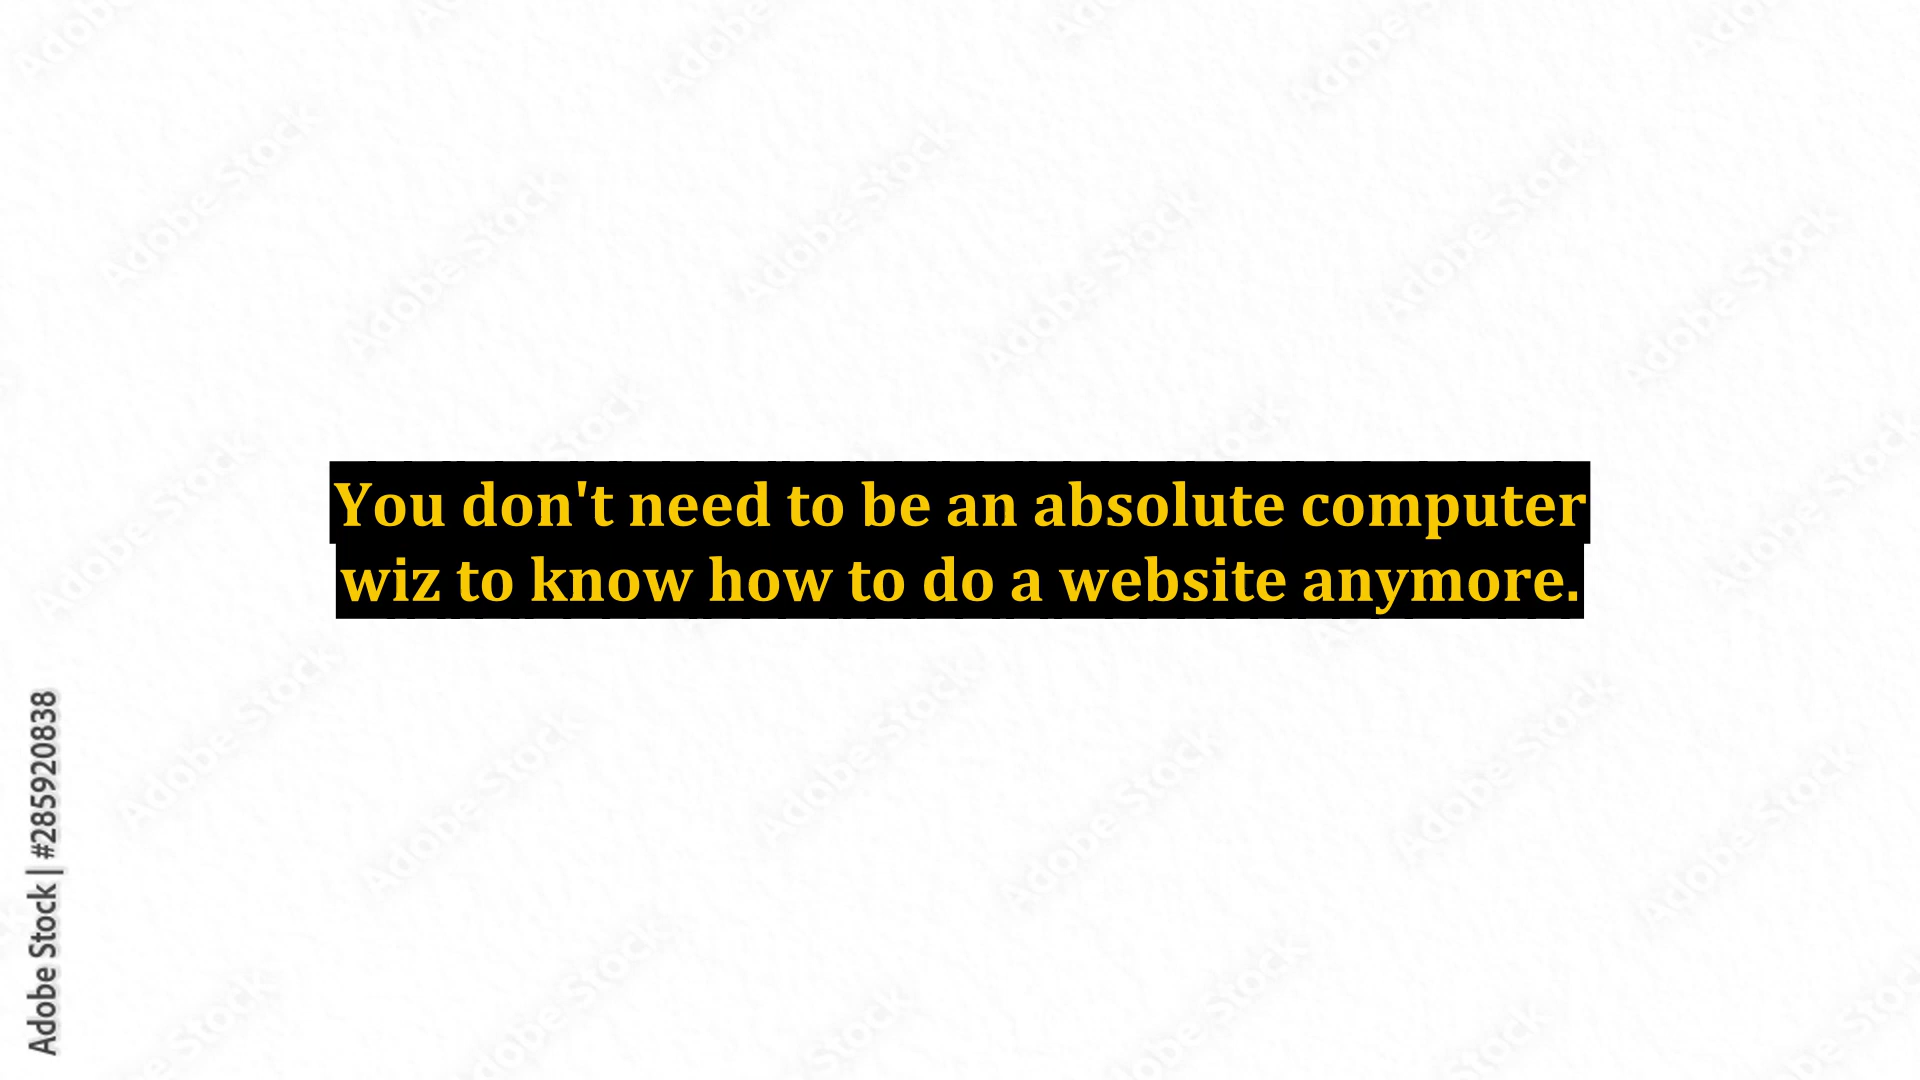 You don't need to be an absolute computer
wiz to know how to do a website anymore.
Adobe Stock | #285920838